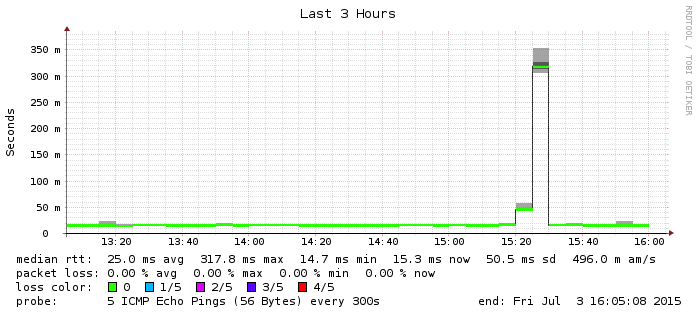 Last 3 Hours
RRDTOOL / TOBI OETIKER
Seconds
350 m
300 m
250 m
200 m
150 m
100 m
50 m
0
13:20 13:40 14:00 14:20 14:40 15:00 15:20 15:40 16:00
median rtt: 25.0 ms avg 317.8 ms max 14.7 ms min 15.3 ms now 50.5 ms sd 496.0 m am/s
packet loss: 0.00 % avg 0.00 % max 0.00 % min 0.00 % now
loss color: 0 1/5 2/5 3/5 4/5
probe: 5 ICMP Echo Pings (56 Bytes) every 300s end: Fri Jul 3 16:05:08 2015